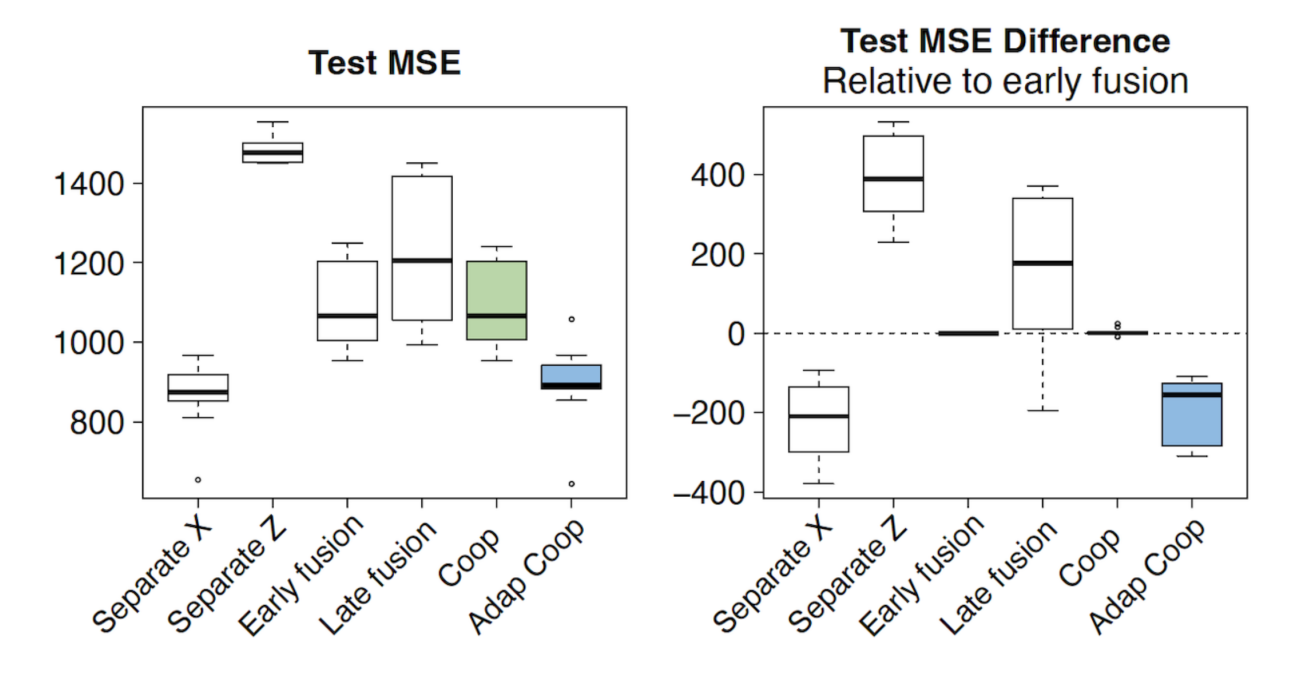 Test MSE
1400
1200
1000
800
Separate X
Separate Z
Early fusion
Late fusion
Coop
Adap Coop
Test MSE Difference
Relative to early fusion
400
200
0
−200
−400
Separate X
Separate Z
Early fusion
Late fusion
Coop
Adap Coop